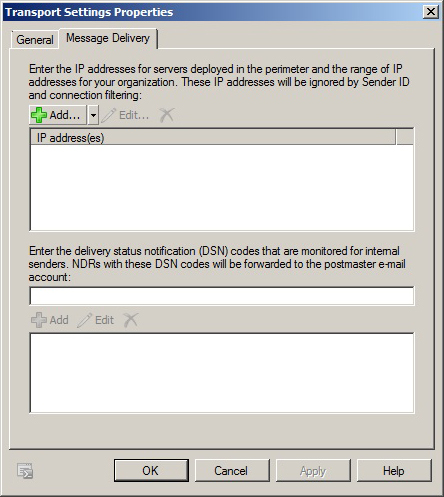 Transport Settings Properties
General
Message Delivery
Enter the IP addresses for servers deployed in the perimeter and the range of IP
addresses for your organization. These IP addresses will be ignored by Sender ID
and connection filtering:
Add...
Edit...
IP address(es)
Enter the delivery status notification (DSN) codes that are monitored for internal
senders. NDRs with these DSN codes will be forwarded to the postmaster e-mail
account:
Add
Edit
OK
Cancel
Apply
Help